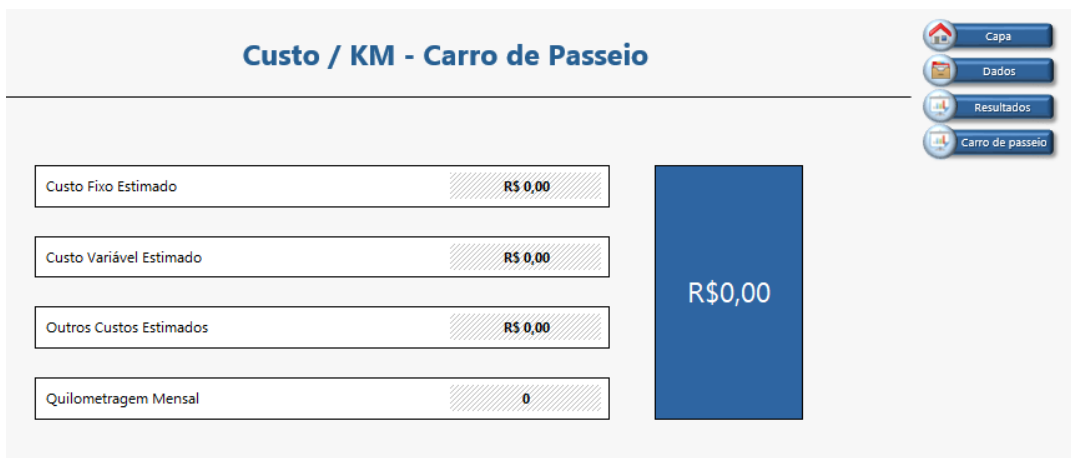 Custo / KM - Carro de Passeio
Capa
Dados
Resultados
Carro de passeio
Custo Fixo Estimado R$ 0,00
Custo Variável Estimado R$ 0,00
R$0,00
Outros Custos Estimados R$ 0,00
Quilometragem Mensal 0